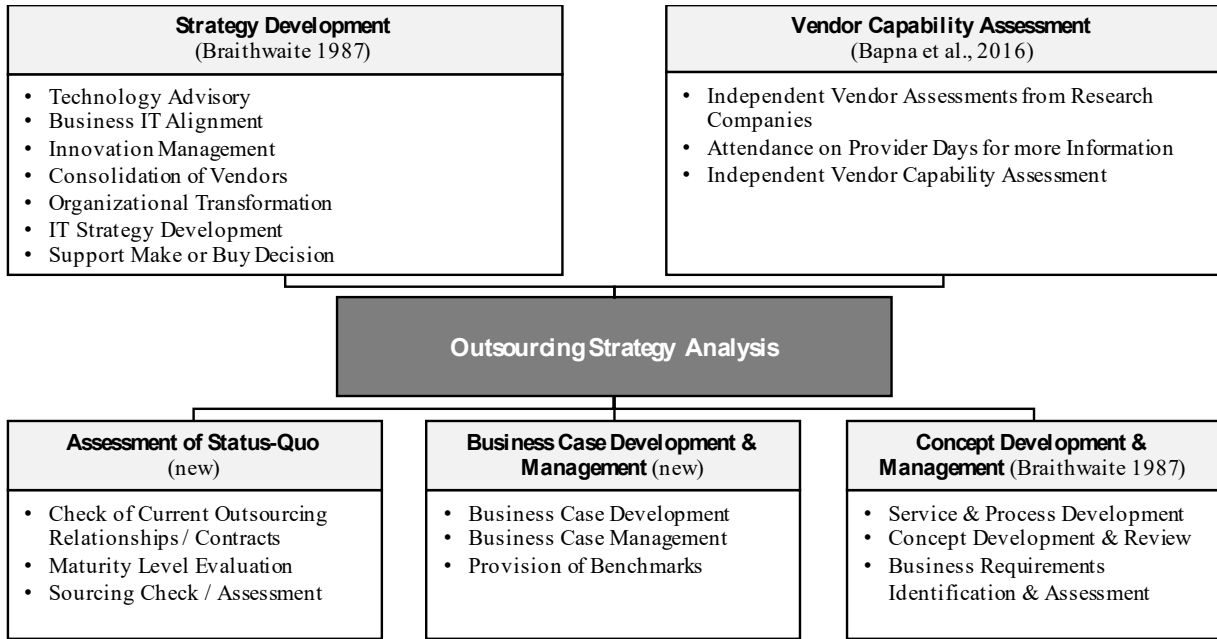 Strategy Development
(Braithwaite 1987)
• Technology Advisory
• Business IT Alignment
• Innovation Management
• Consolidation of Vendors
• Organizational Transformation
• IT Strategy Development
• Support Make or Buy Decision
Vendor Capability Assessment
(Bapna et al., 2016)
• Independent Vendor Assessments from Research
Companies
• Attendance on Provider Days for more Information
• Independent Vendor Capability Assessment
Outsourcing Strategy Analysis
Assessment of Status-Quo
(new)
• Check of Current Outsourcing
Relationships / Contracts
• Maturity Level Evaluation
• Sourcing Check / Assessment
Business Case Development &
Management (new)
• Business Case Development
• Business Case Management
• Provision of Benchmarks
Concept Development &
Management (Braithwaite 1987)
• Service & Process Development
• Concept Development & Review
• Business Requirements
Identification & Assessment